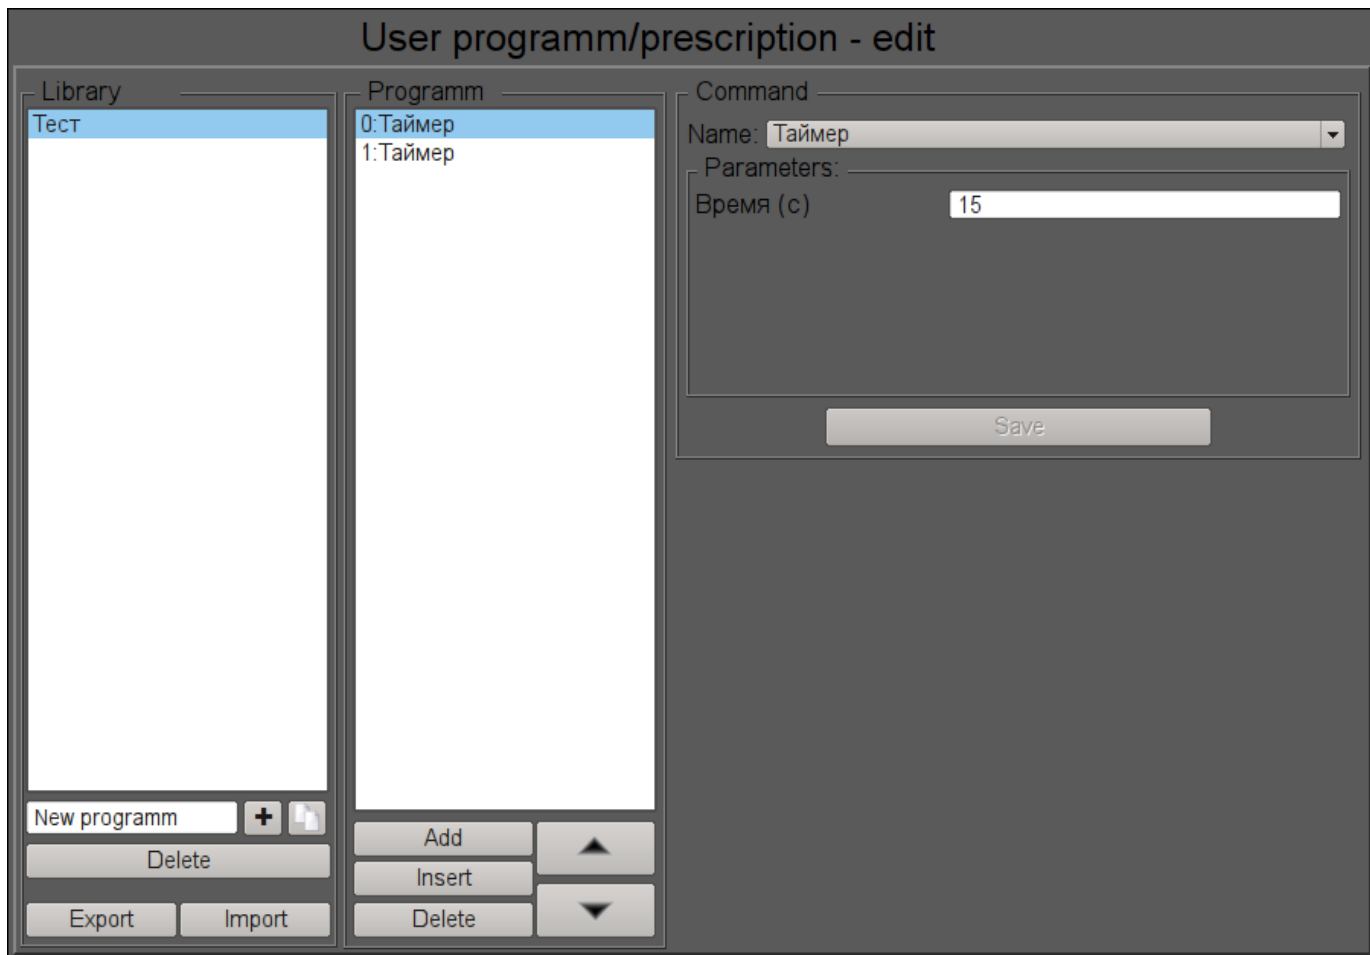 User programm/prescription - edit
Library
Тест
New programm
+
Delete
Export Import
Programm
0:Таймер
1:Таймер
Add
Insert
Delete
Command
Name: Таймер
Parameters:
Время (с) 15
Save